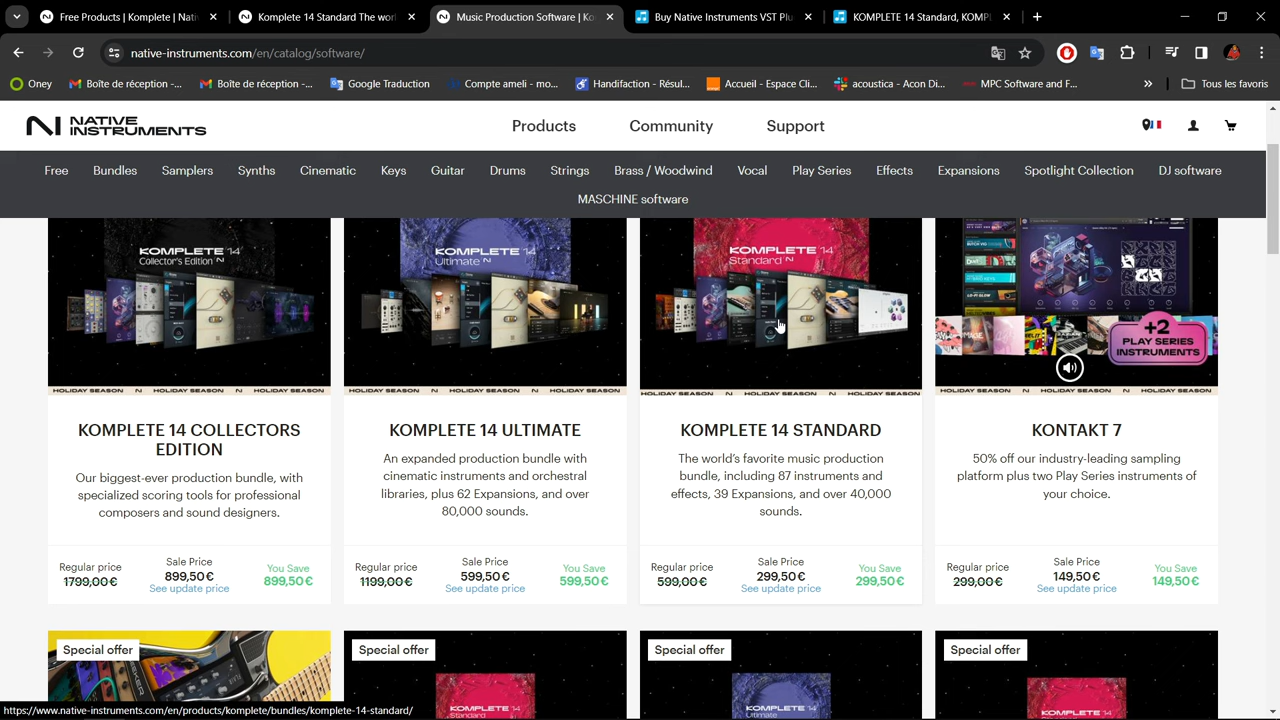 Free Products | Komplete | Nati
Komplete 14 Standard The worl
Music Production Software | Ko
Buy Native Instruments VST Plu
KOMPLETE 14 Standard, KOMPL
native-instruments.com/en/catalog/software/
Oney
Boîte de réception -...
Boîte de réception -...
Google Traduction
Compte ameli - mo...
Handifaction - Résul...
Accueil - Espace Cli...
acoustica - Acon Di...
MPC Software and F...
Tous les favoris
NATIVE
INSTRUMENTS
Products
Community
Support
Free
Bundles
Samplers
Synths
Cinematic
Keys
Guitar
Drums
Strings
Brass / Woodwind
Vocal
Play Series
Effects
Expansions
Spotlight Collection
DJ software
MASCHINE software
KOMPLETE 14
Collector's Edition
KOMPLETE 14
Ultimate
KOMPLETE 14
Standard
+2
PLAY SERIES
INSTRUMENTS
HOLIDAY SEASON HOLIDAY SEASON HOLIDAY SEASON
HOLIDAY SEASON HOLIDAY SEASON HOLIDAY SEASON
HOLIDAY SEASON HOLIDAY SEASON HOLIDAY SEASON
HOLIDAY SEASON HOLIDAY SEASON HOLIDAY SEASON
KOMPLETE 14 COLLECTORS
EDITION
Our biggest-ever production bundle, with
specialized scoring tools for professional
composers and sound designers.
Regular price
1799,00 €
Sale Price
899,50 €
See update price
You Save
899,50 €
KOMPLETE 14 ULTIMATE
An expanded production bundle with
cinematic instruments and orchestral
libraries, plus 62 Expansions, and over
80,000 sounds.
Regular price
1199,00 €
Sale Price
599,50 €
See update price
You Save
599,50 €
KOMPLETE 14 STANDARD
The world's favorite music production
bundle, including 87 instruments and
effects, 39 Expansions, and over 40,000
sounds.
Regular price
599,00 €
Sale Price
299,50 €
See update price
You Save
299,50 €
KONTAKT 7
50% off our industry-leading sampling
platform plus two Play Series instruments of
your choice.
Regular price
299,00 €
Sale Price
149,50 €
See update price
You Save
149,50 €
Special offer
Special offer
Special offer
Special offer
KOMPLETE 14
Standard
KOMPLETE 14
Ultimate
KOMPLETE 14
Standard
https://www.native-instruments.com/en/products/komplete/bundles/komplete-14-standard/